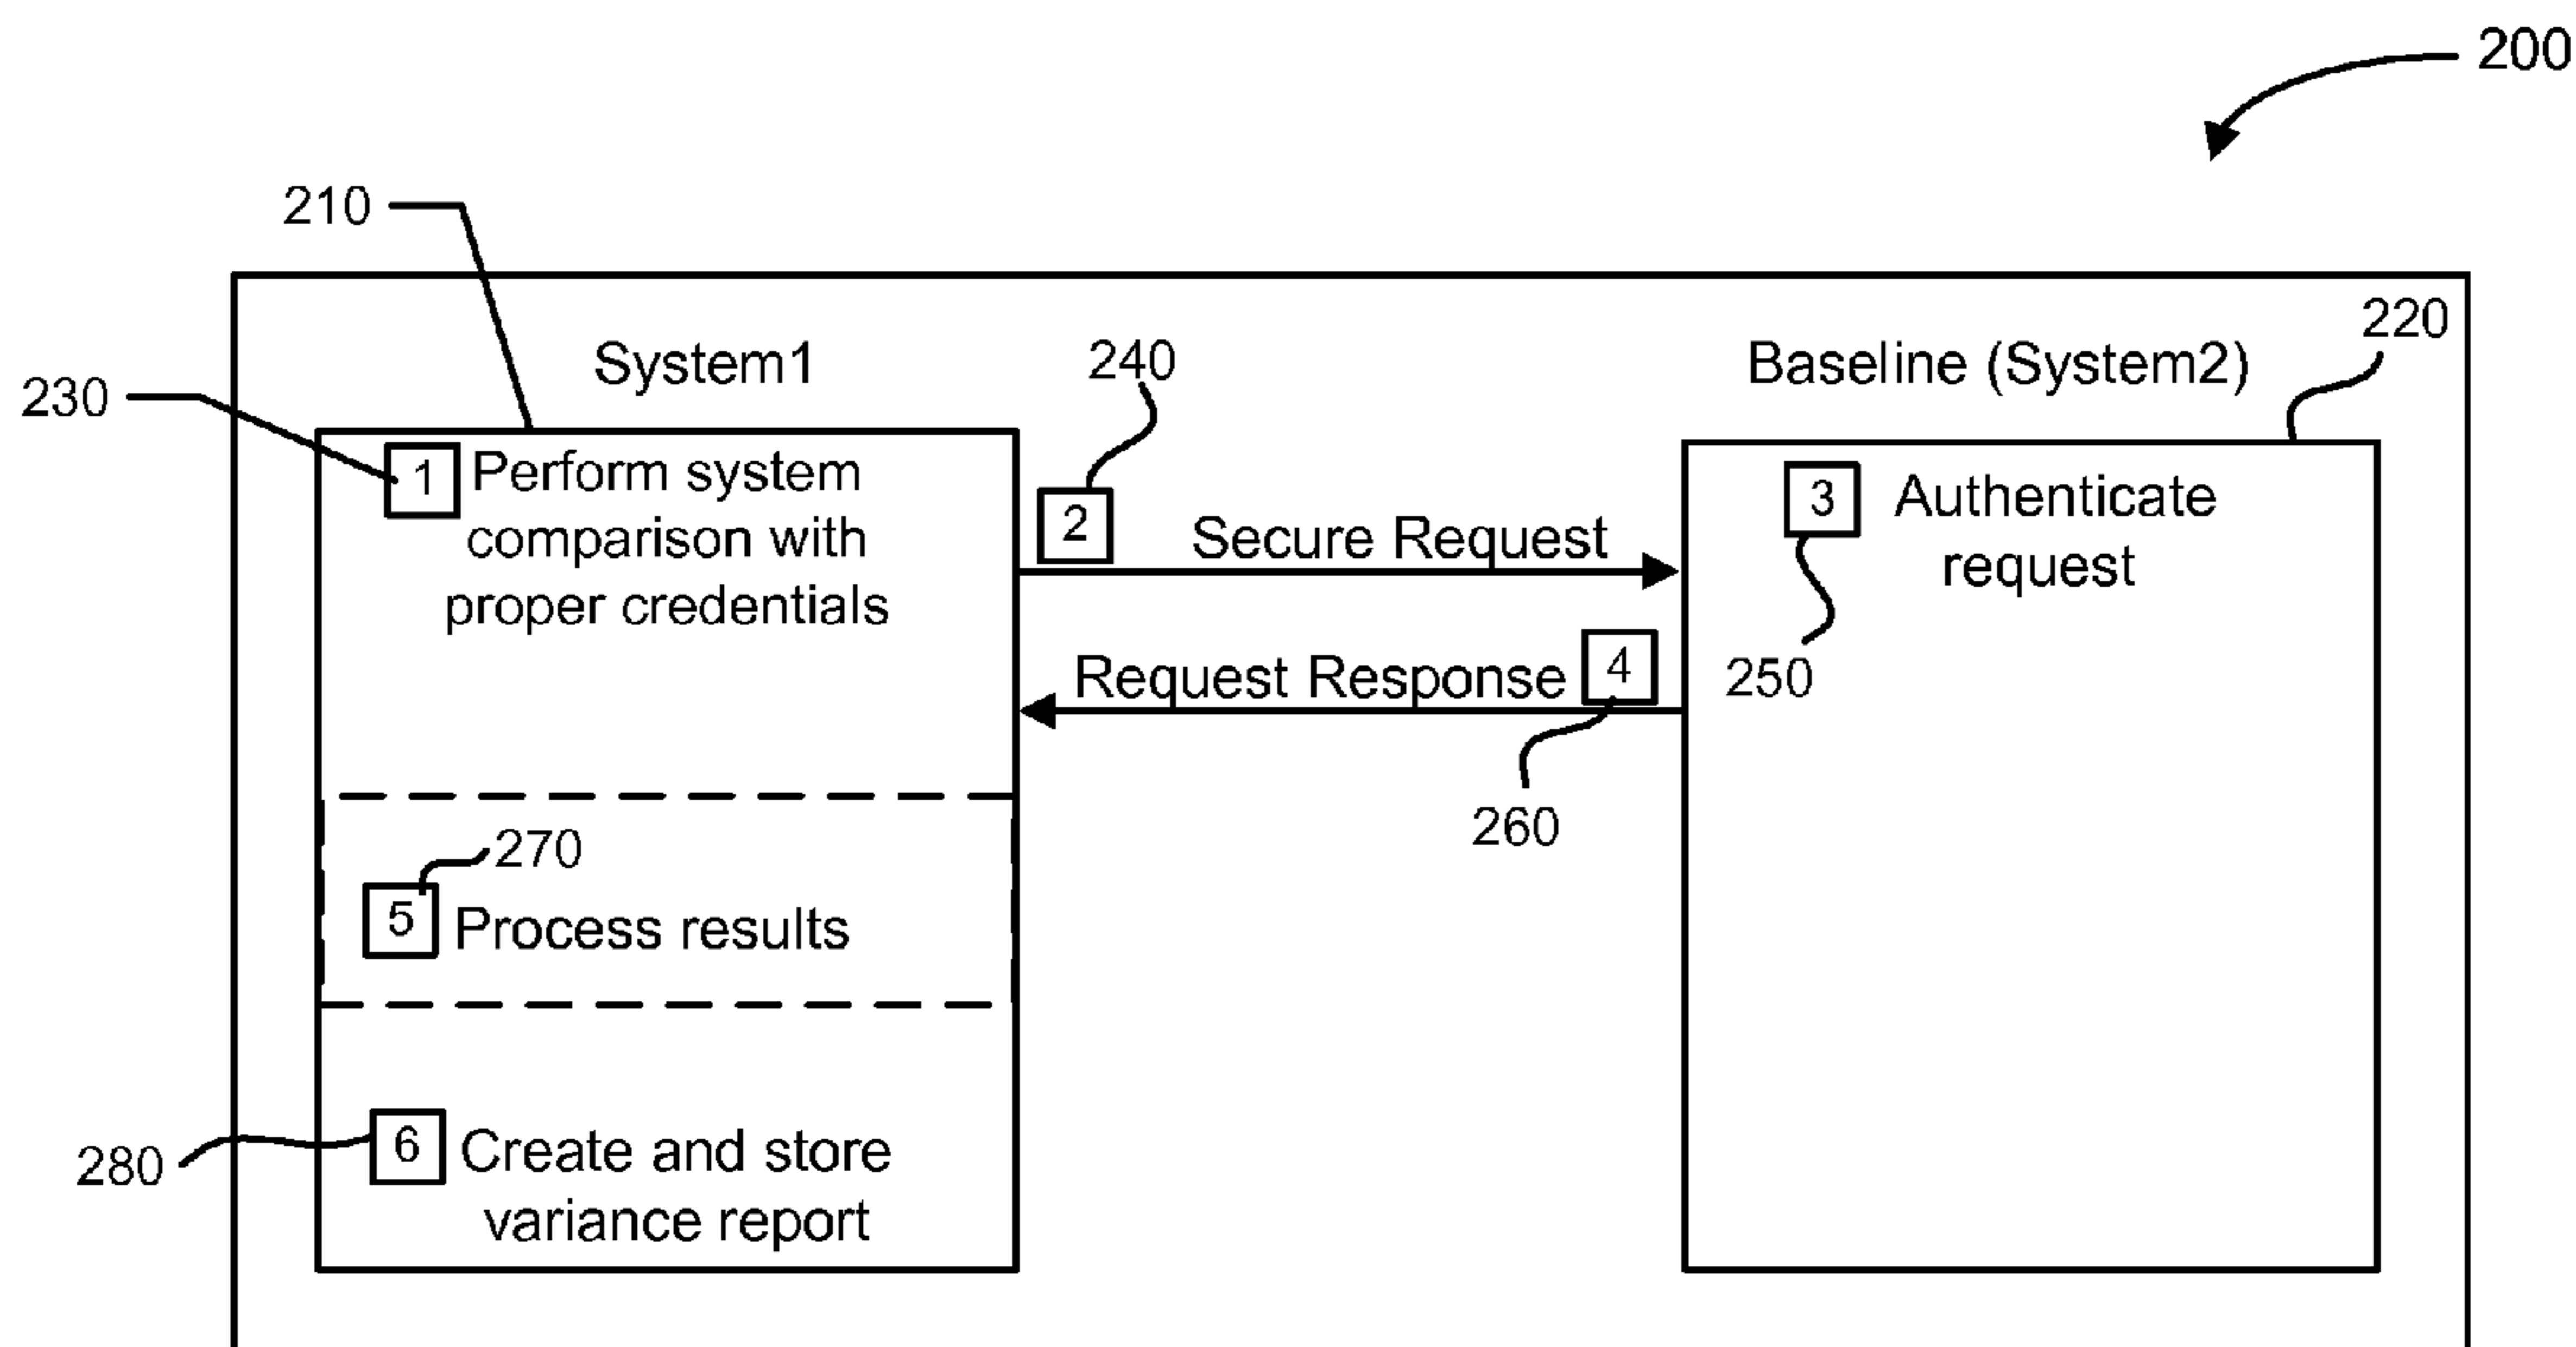 200
210
220
System1
240
Baseline (System2)
230
1 Perform system
comparison with
proper credentials
2
Secure Request
3 Authenticate
request
Request Response 4
250
260
270
5 Process results
280
6 Create and store
variance report